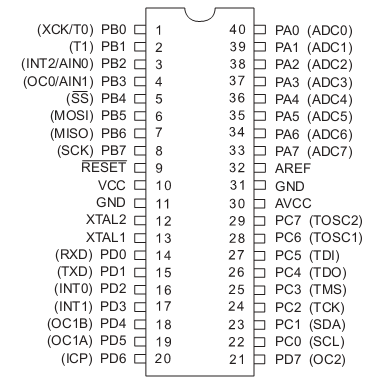 (XCK/T0) PB0 1 40 PA0 (ADC0)
(T1) PB1 2 39 PA1 (ADC1)
(INT2/AIN0) PB2 3 38 PA2 (ADC2)
(OC0/AIN1) PB3 4 37 PA3 (ADC3)
(SS) PB4 5 36 PA4 (ADC4)
(MOSI) PB5 6 35 PA5 (ADC5)
(MISO) PB6 7 34 PA6 (ADC6)
(SCK) PB7 8 33 PA7 (ADC7)
RESET 9 32 AREF
VCC 10 31 GND
GND 11 30 AVCC
XTAL2 12 29 PC7 (TOSC2)
XTAL1 13 28 PC6 (TOSC1)
(RXD) PD0 14 27 PC5 (TDI)
(TXD) PD1 15 26 PC4 (TDO)
(INT0) PD2 16 25 PC3 (TMS)
(INT1) PD3 17 24 PC2 (TCK)
(OC1B) PD4 18 23 PC1 (SDA)
(OC1A) PD5 19 22 PC0 (SCL)
(ICP) PD6 20 21 PD7 (OC2)